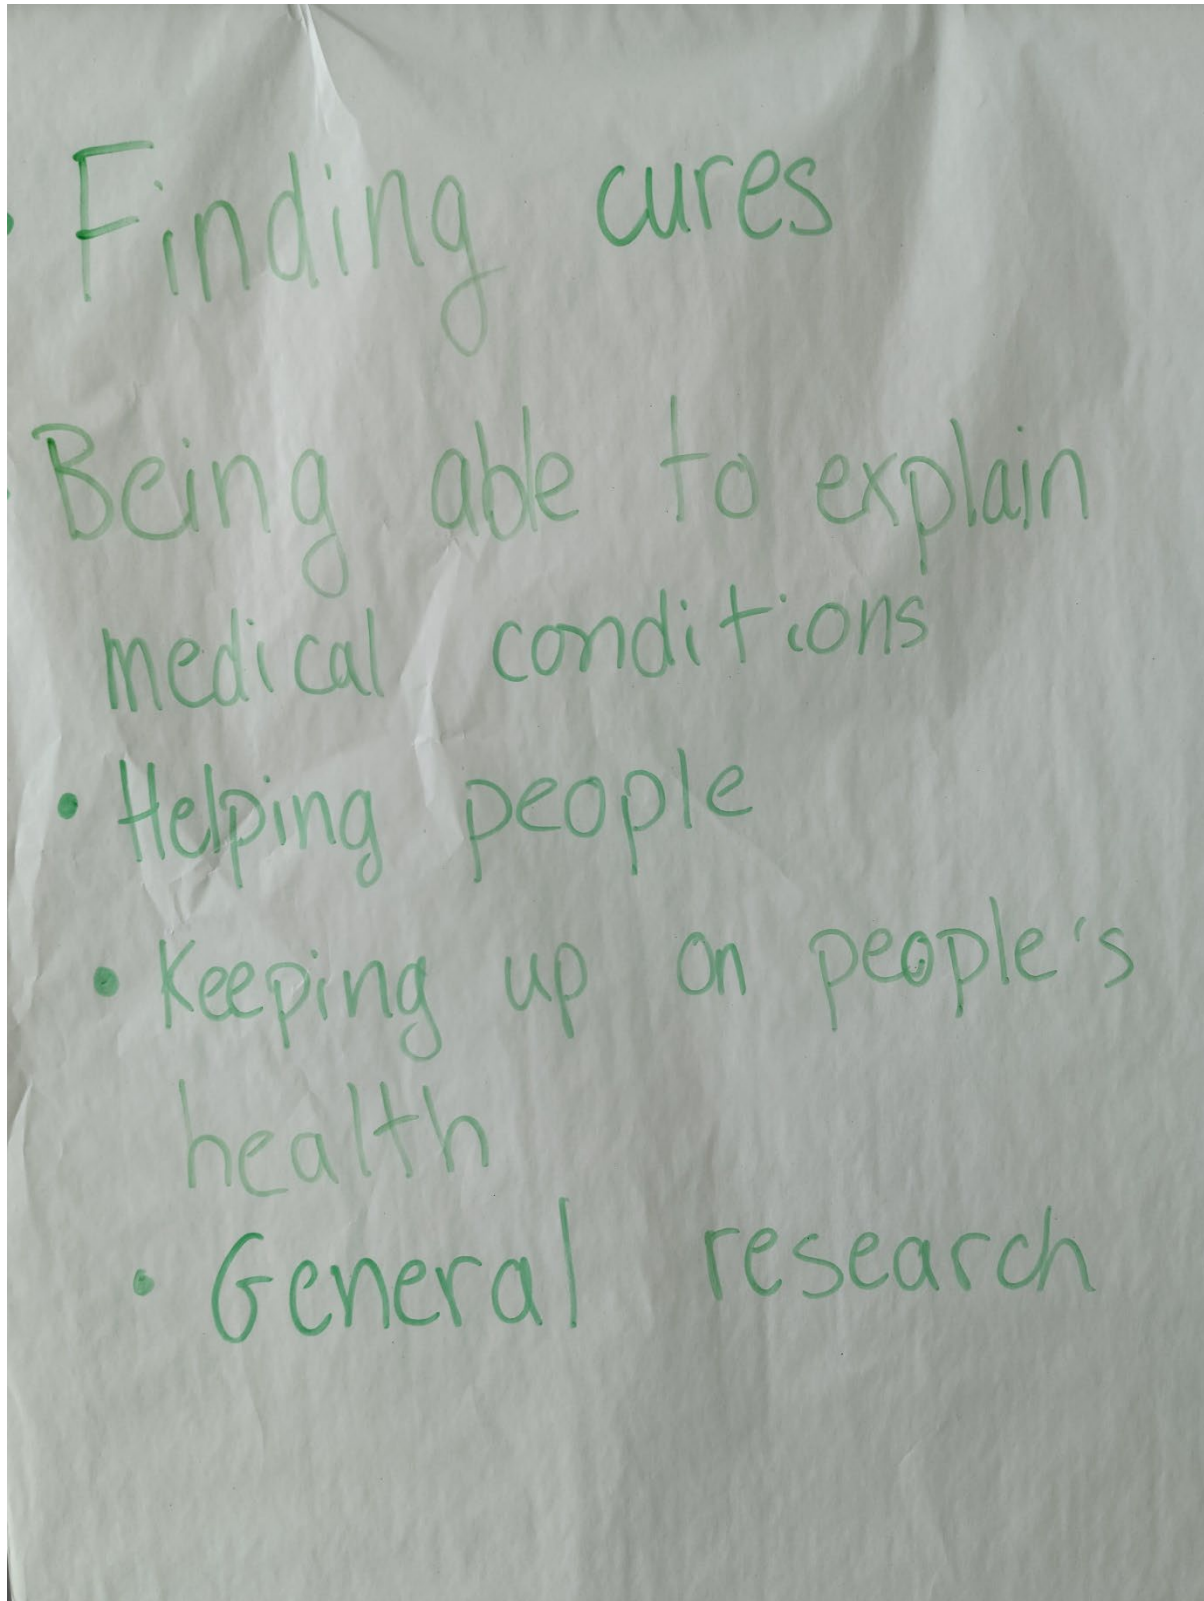 • Finding cures
• Being able to explain
medical conditions
• Helping people
• Keeping up on people's
health
• General research